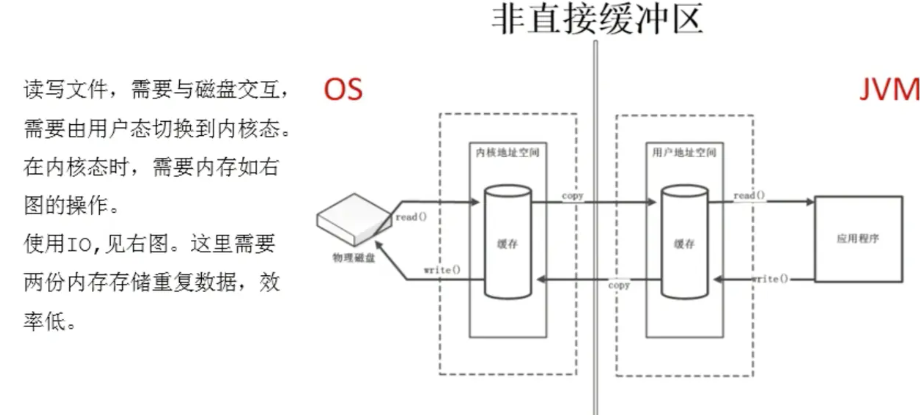 非直接缓冲区
读写文件，需要与磁盘交互，
需要由用户态切换到内核态。
在内核态时，需要内存如右
图的操作。
使用IO,见右图。这里需要
两份内存存储重复数据，效
率低。
OS
JVM
内核地址空间
用户地址空间
copy
read()
read()
缓存
缓存
应用程序
物理磁盘
write()
copy
write()